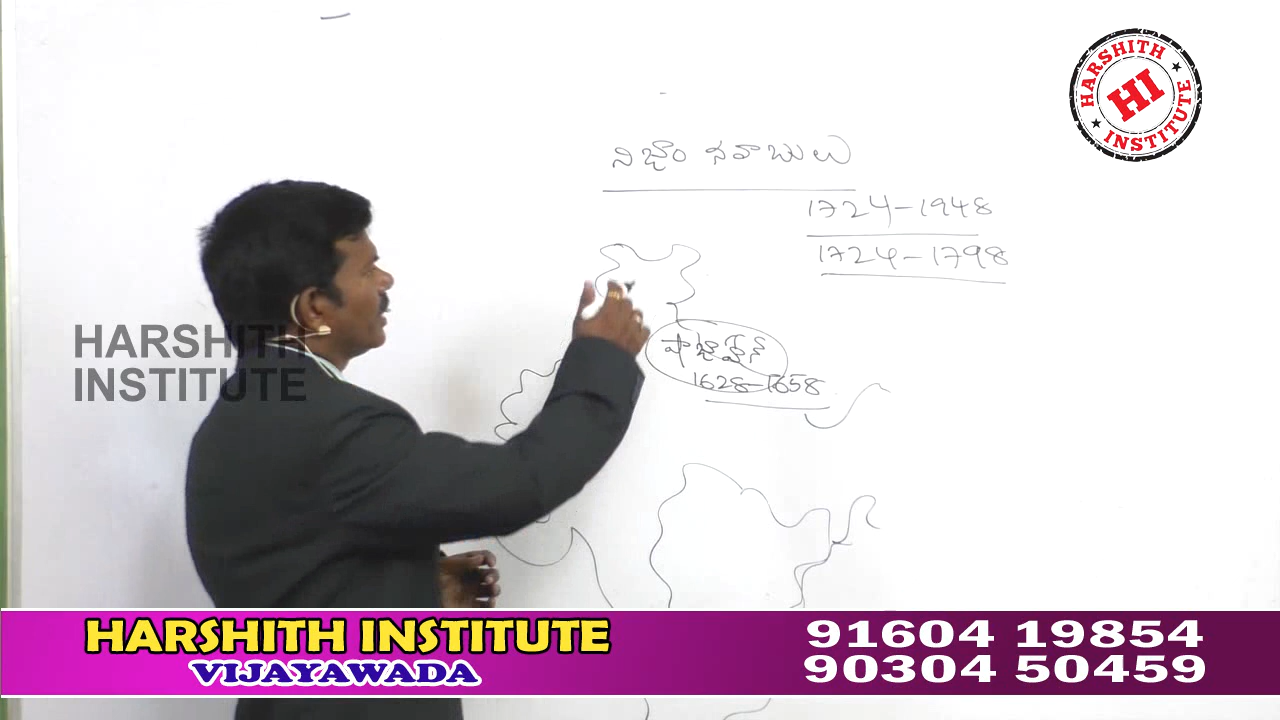 HARSHITH
HI
INSTITUTE
నిజాం నవాబులు
1724-1948
1724-1798
షాజహాన్
1628-1658
HARSHITH
INSTITUTE
HARSHITH INSTITUTE
VIJAYAWADA
91604 19854
90304 50459